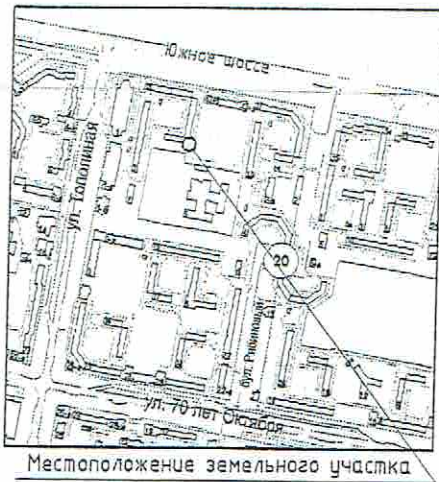 Южное шоссе
ул. Тополиная
20
бул. Рябиновый
ул. 70 лет Октября
Местоположение земельного участка